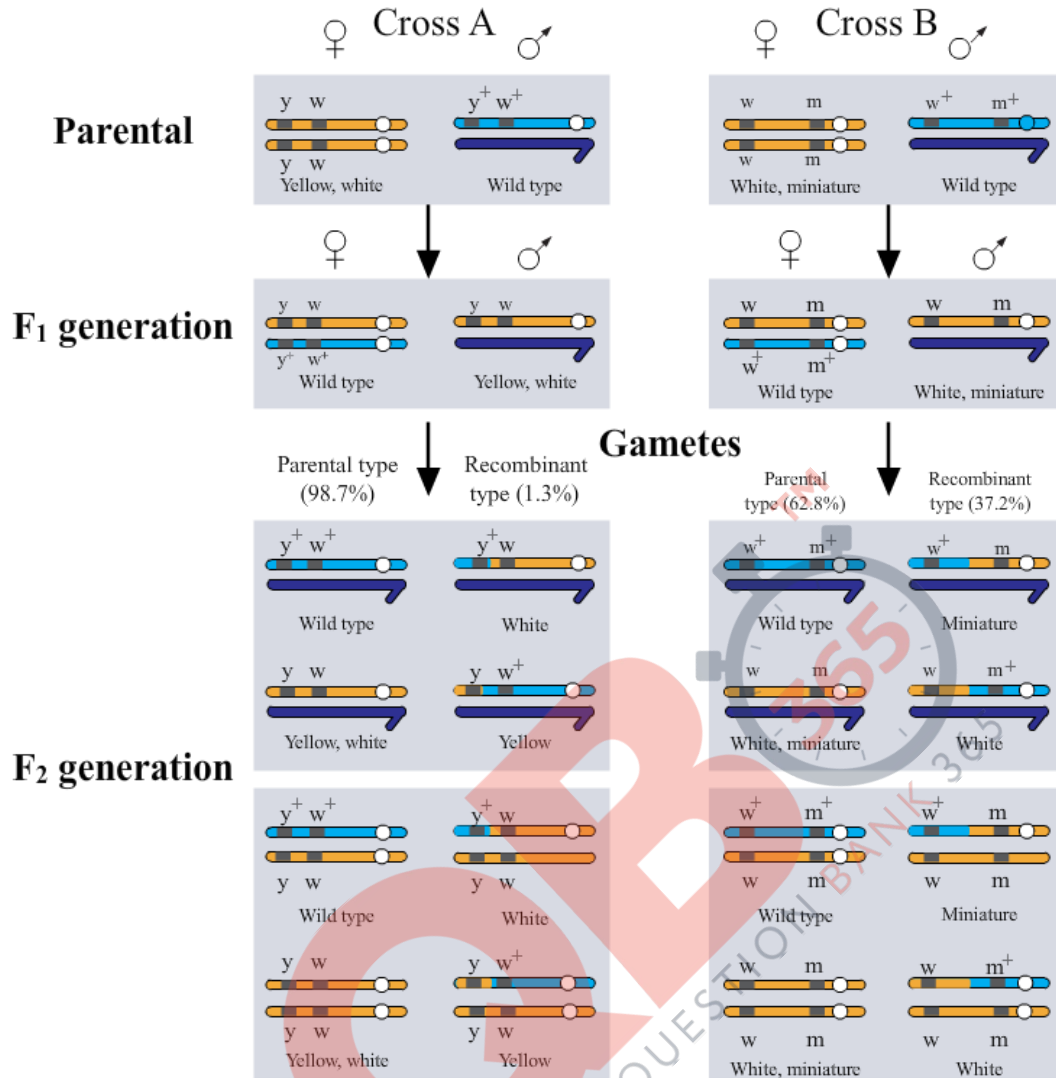 Cross A Cross B
♀ ♂ ♀ ♂
Parental
y w y+ w+ w m w+ m+
y w w m
Yellow, white Wild type White, miniature Wild type
♀ ♂ ♀ ♂
F1 generation
y w y w w m w m
y+ w+ w+ m+
Wild type Yellow, white Wild type White, miniature
Gametes
Parental type Recombinant Parental Recombinant
(98.7%) type (1.3%) type (62.8%) type (37.2%)
y+ w+ y+ w w+ m+ w+ m
Wild type White Wild type Miniature
y w y w+ w m w m+
Yellow, white Yellow White, miniature White
F2 generation
y+ w+ y+ w w+ m+ w+ m
y w y w w m w m
Wild type White Wild type Miniature
y w y w+ w m w m+
y w y w w m w m
Yellow, white Yellow White, miniature White
QB
365
TM
QUESTION BANK 365